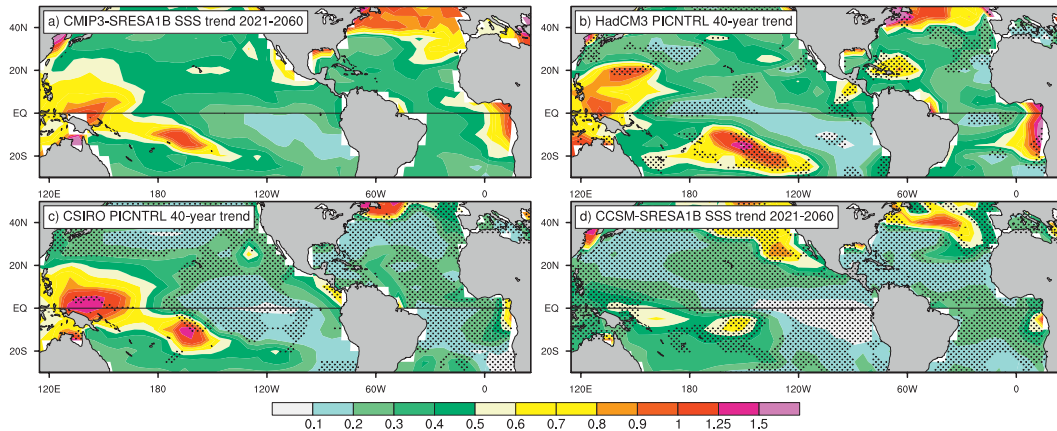 a) CMIP3-SRESA1B SSS trend 2021-2060
b) HadCM3 PICNTRL 40-year trend
40N
20N
EQ
20S
40N
20N
EQ
20S
120E 180 120W 60W 0
120E 180 120W 60W 0
c) CSIRO PICNTRL 40-year trend
d) CCSM-SRESA1B SSS trend 2021-2060
40N
20N
EQ
20S
40N
20N
EQ
20S
120E 180 120W 60W 0
120E 180 120W 60W 0
0.1 0.2 0.3 0.4 0.5 0.6 0.7 0.8 0.9 1 1.25 1.5